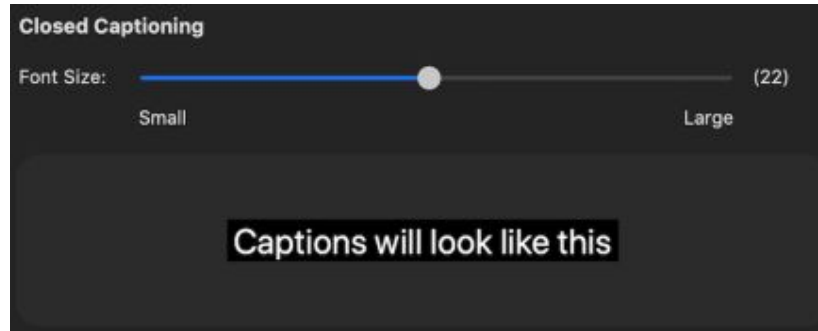 Closed Captioning
Font Size: (22)
Small Large
Captions will look like this